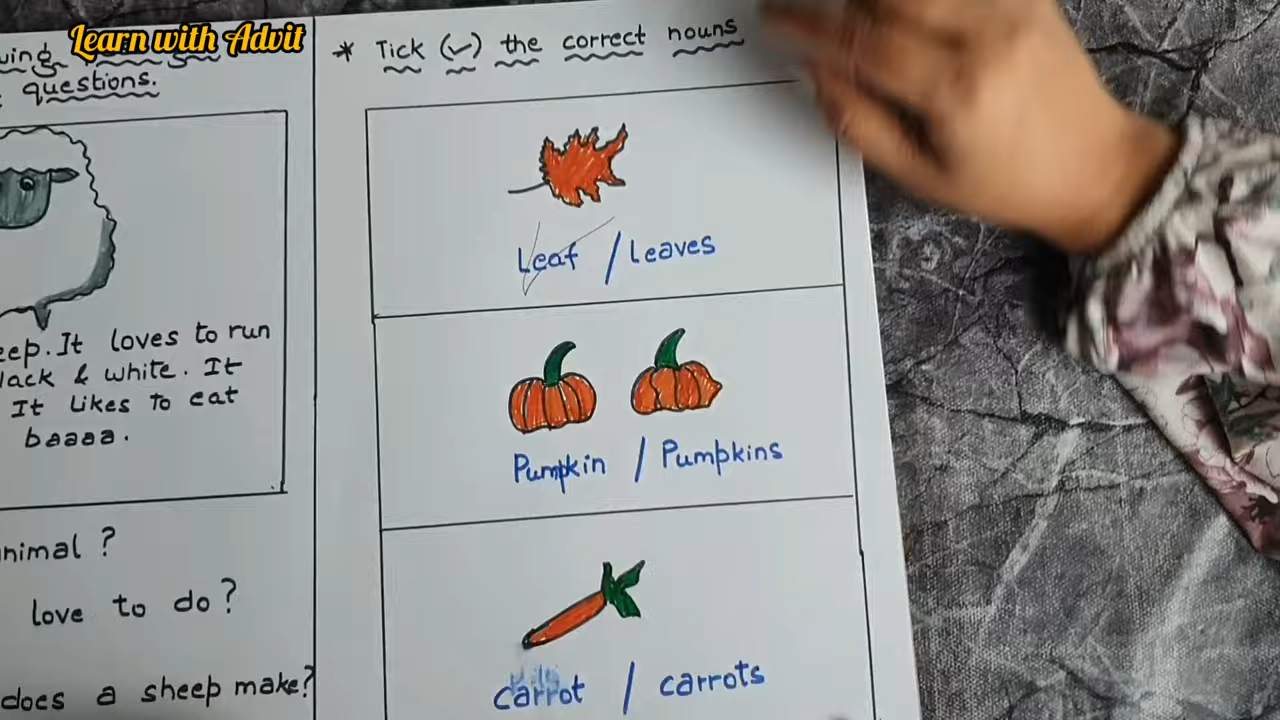 Learn with Advit
questions.
eep. It loves to run
lack & white. It
It likes to eat
baaaa.
nimal ?
love to do ?
does a sheep make?
* Tick (✓) the correct nouns
Leaf / leaves
Pumpkin / Pumpkins
carrot / carrots